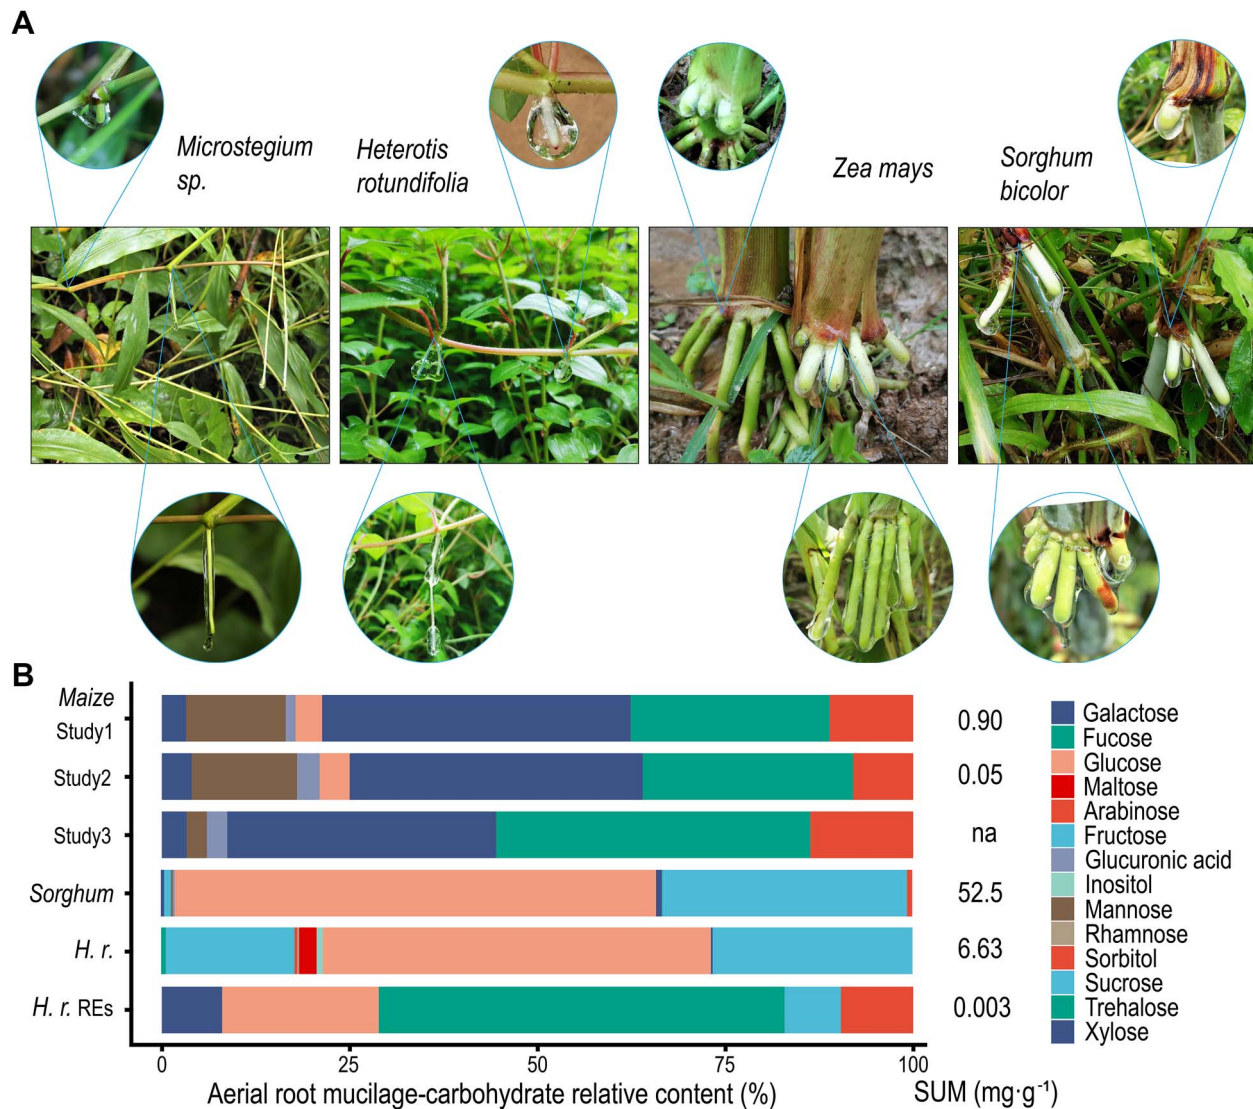 A
Microstegium
sp.
Heterotis
rotundifolia
Zea mays
Sorghum
bicolor
B
Maize
Study1
Study2
Study3
Sorghum
H. r.
H. r. REs
0.90
0.05
na
52.5
6.63
0.003
Galactose
Fucose
Glucose
Maltose
Arabinose
Fructose
Glucuronic acid
Inositol
Mannose
Rhamnose
Sorbitol
Sucrose
Trehalose
Xylose
0 25 50 75 100
Aerial root mucilage-carbohydrate relative content (%)
SUM (mg·g⁻¹)